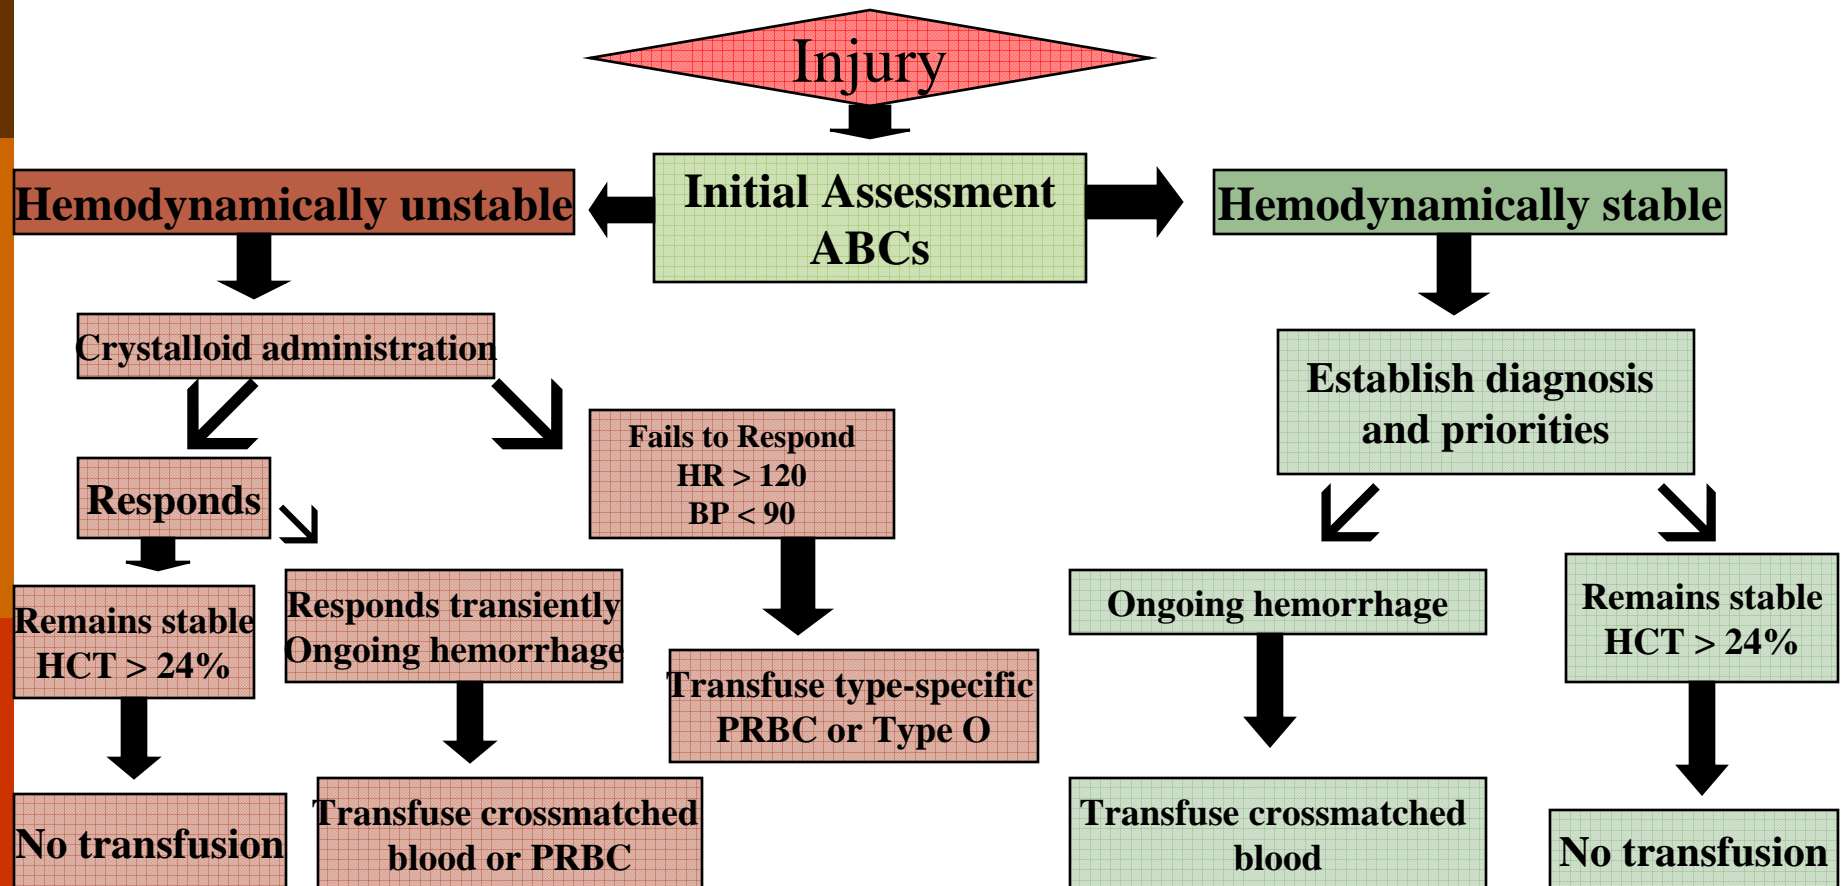 Injury
Initial Assessment
ABCs
Hemodynamically unstable
Hemodynamically stable
Crystalloid administration
Establish diagnosis
and priorities
Fails to Respond
HR > 120
BP < 90
Responds
Remains stable
HCT > 24%
Responds transiently
Ongoing hemorrhage
Transfuse type-specific
PRBC or Type O
Ongoing hemorrhage
Remains stable
HCT > 24%
No transfusion
Transfuse crossmatched
blood or PRBC
Transfuse crossmatched
blood
No transfusion